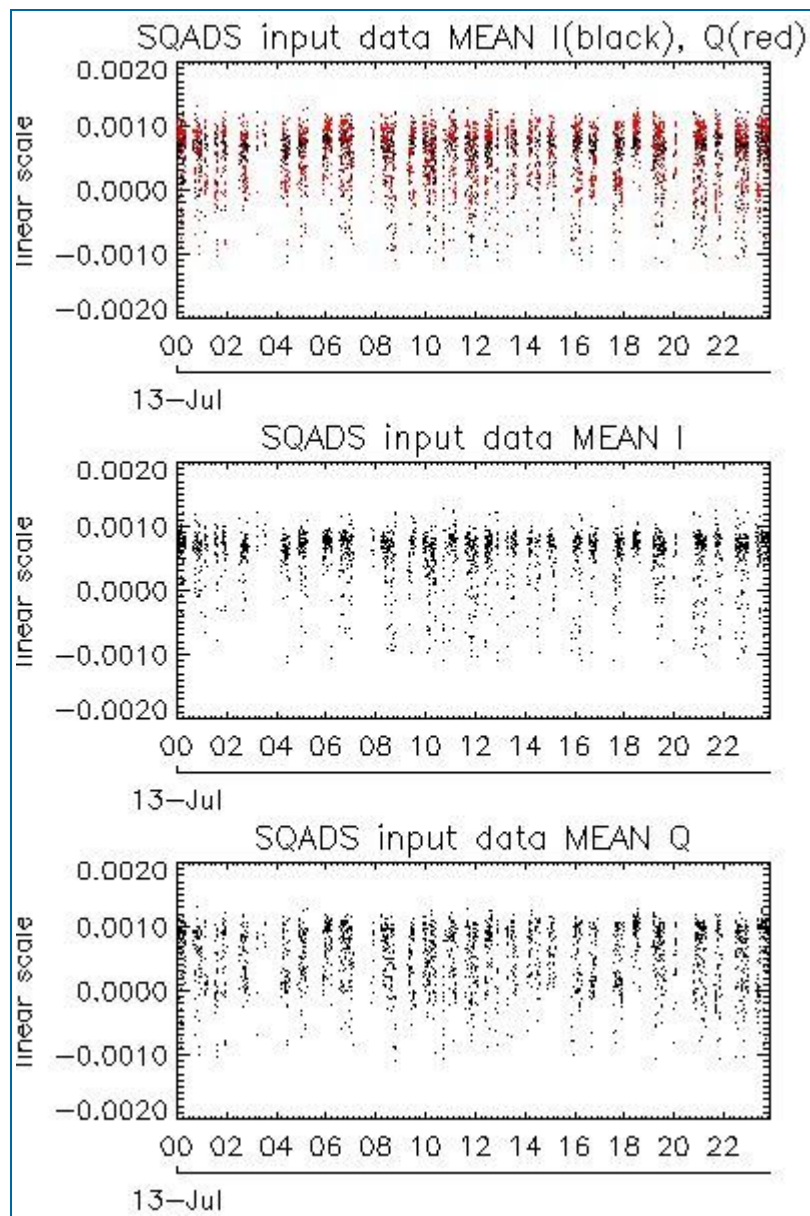 SQADS input data MEAN I(black), Q(red)
linear scale
0.0020
0.0010
0.0000
−0.0010
−0.0020
00 02 04 06 08 10 12 14 16 18 20 22
13-Jul
SQADS input data MEAN I
linear scale
0.0020
0.0010
0.0000
−0.0010
−0.0020
00 02 04 06 08 10 12 14 16 18 20 22
13-Jul
SQADS input data MEAN Q
linear scale
0.0020
0.0010
0.0000
−0.0010
−0.0020
00 02 04 06 08 10 12 14 16 18 20 22
13-Jul